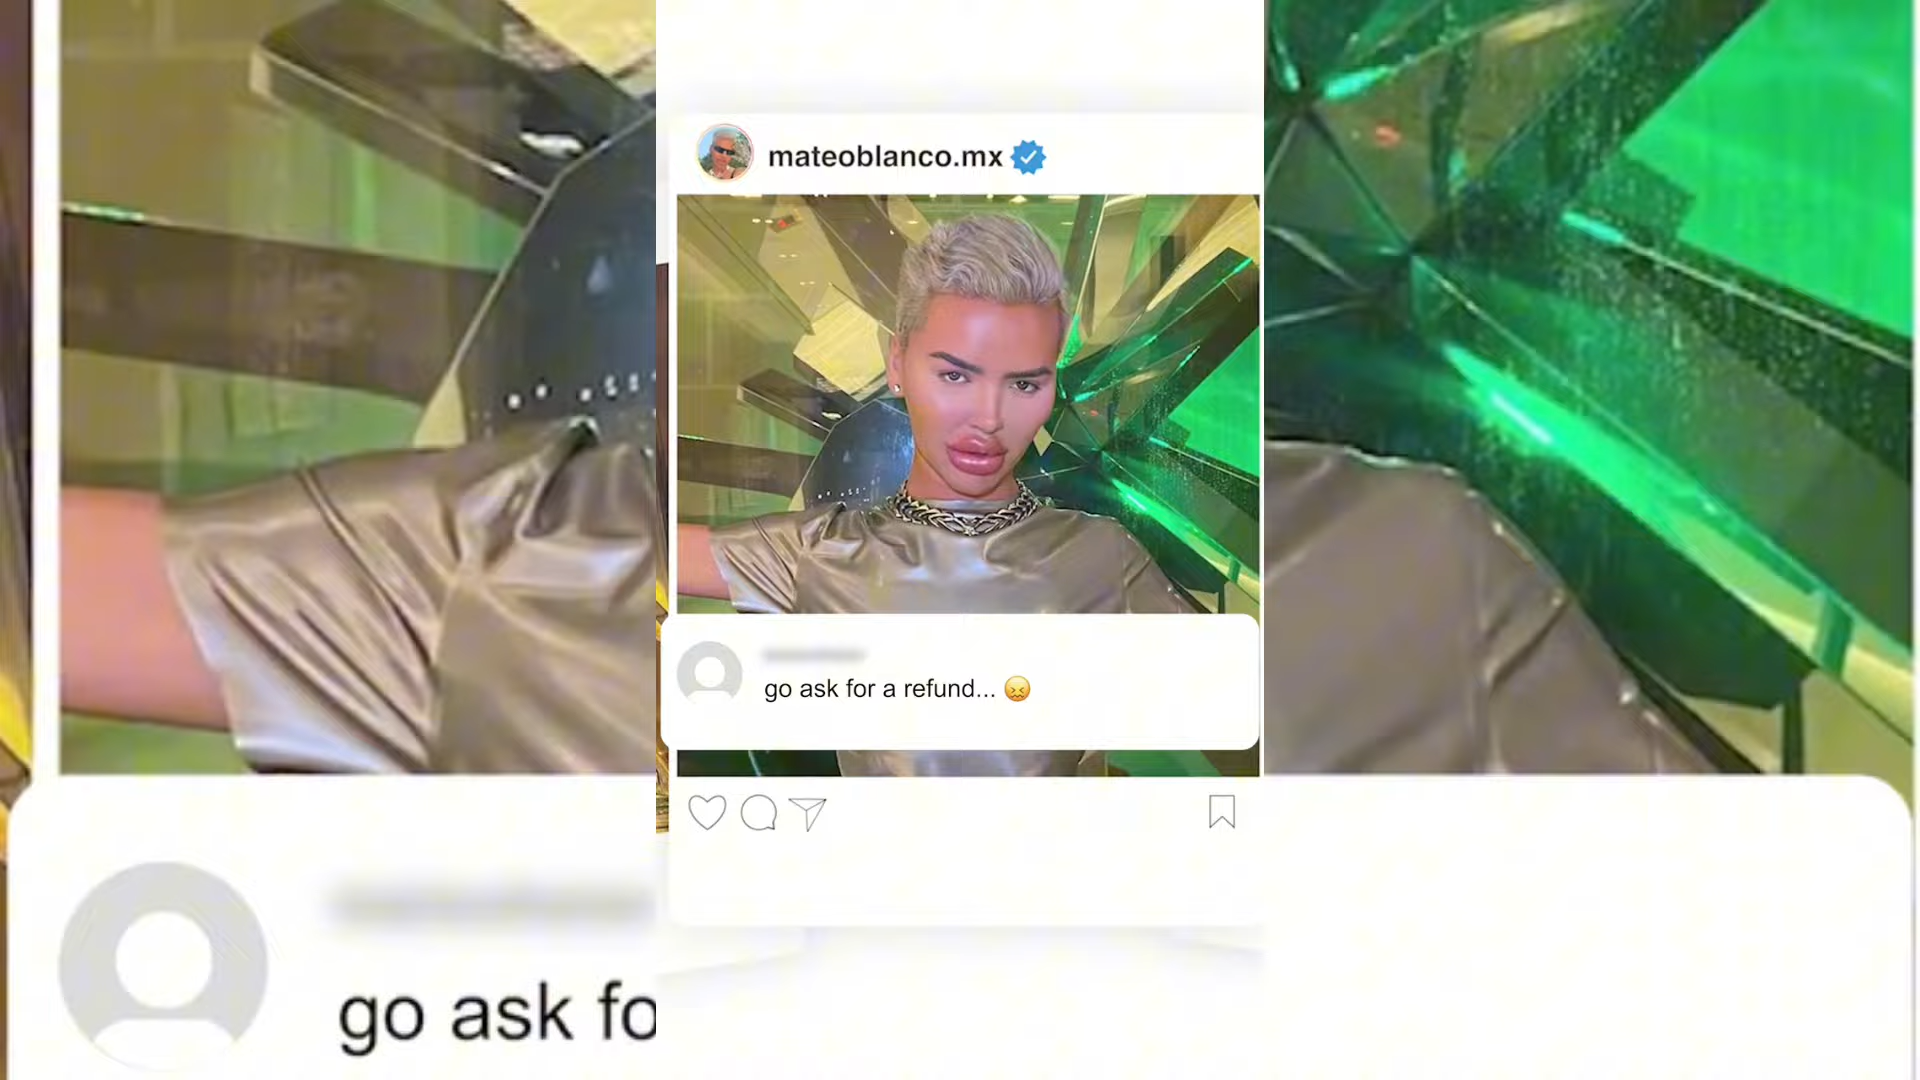 mateoblanco.mx
go ask for a refund... 😖
go ask fo